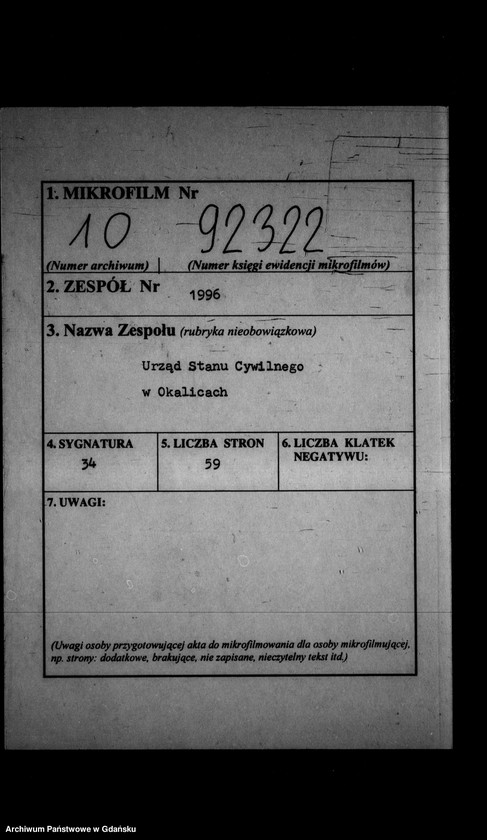 1. MIKROFILM Nr
10 92322
(Numer archiwum) (Numer księgi ewidencji mikrofilmów)
2. ZESPÓŁ Nr
1996
3. Nazwa Zespołu (rubryka nieobowiązkowa)
Urząd Stanu Cywilnego
w Okalicach
4. SYGNATURA 5. LICZBA STRON 6. LICZBA KLATEK
NEGATYWU:
34 59
7. UWAGI:
(Uwagi osoby przygotowującej akta do mikrofilmowania dla osoby mikrofilmującej,
np. strony: dodatkowe, brakujące, nie zapisane, nieczytelny tekst itd.)
Archiwum Państwowe w Gdańsku